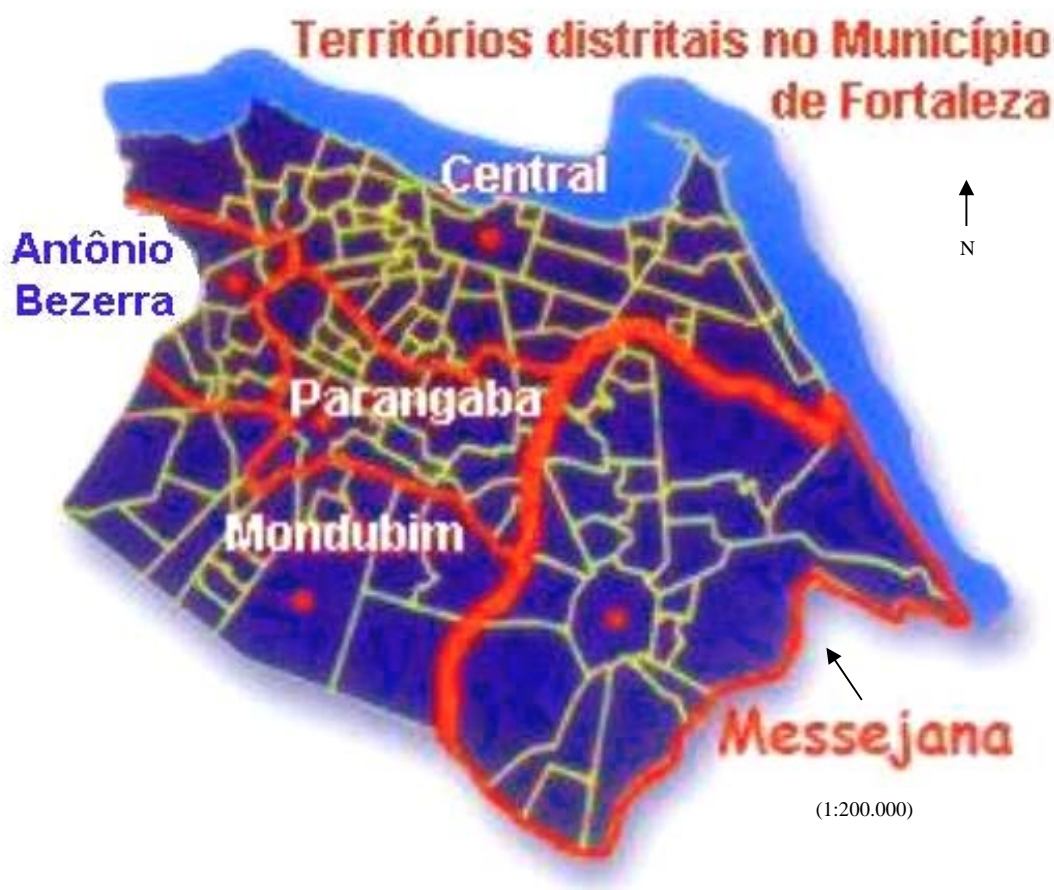 Territórios distritais no Município
de Fortaleza
Central
N
Antônio
Bezerra
Parangaba
Mondubim
Messejana
(1:200.000)